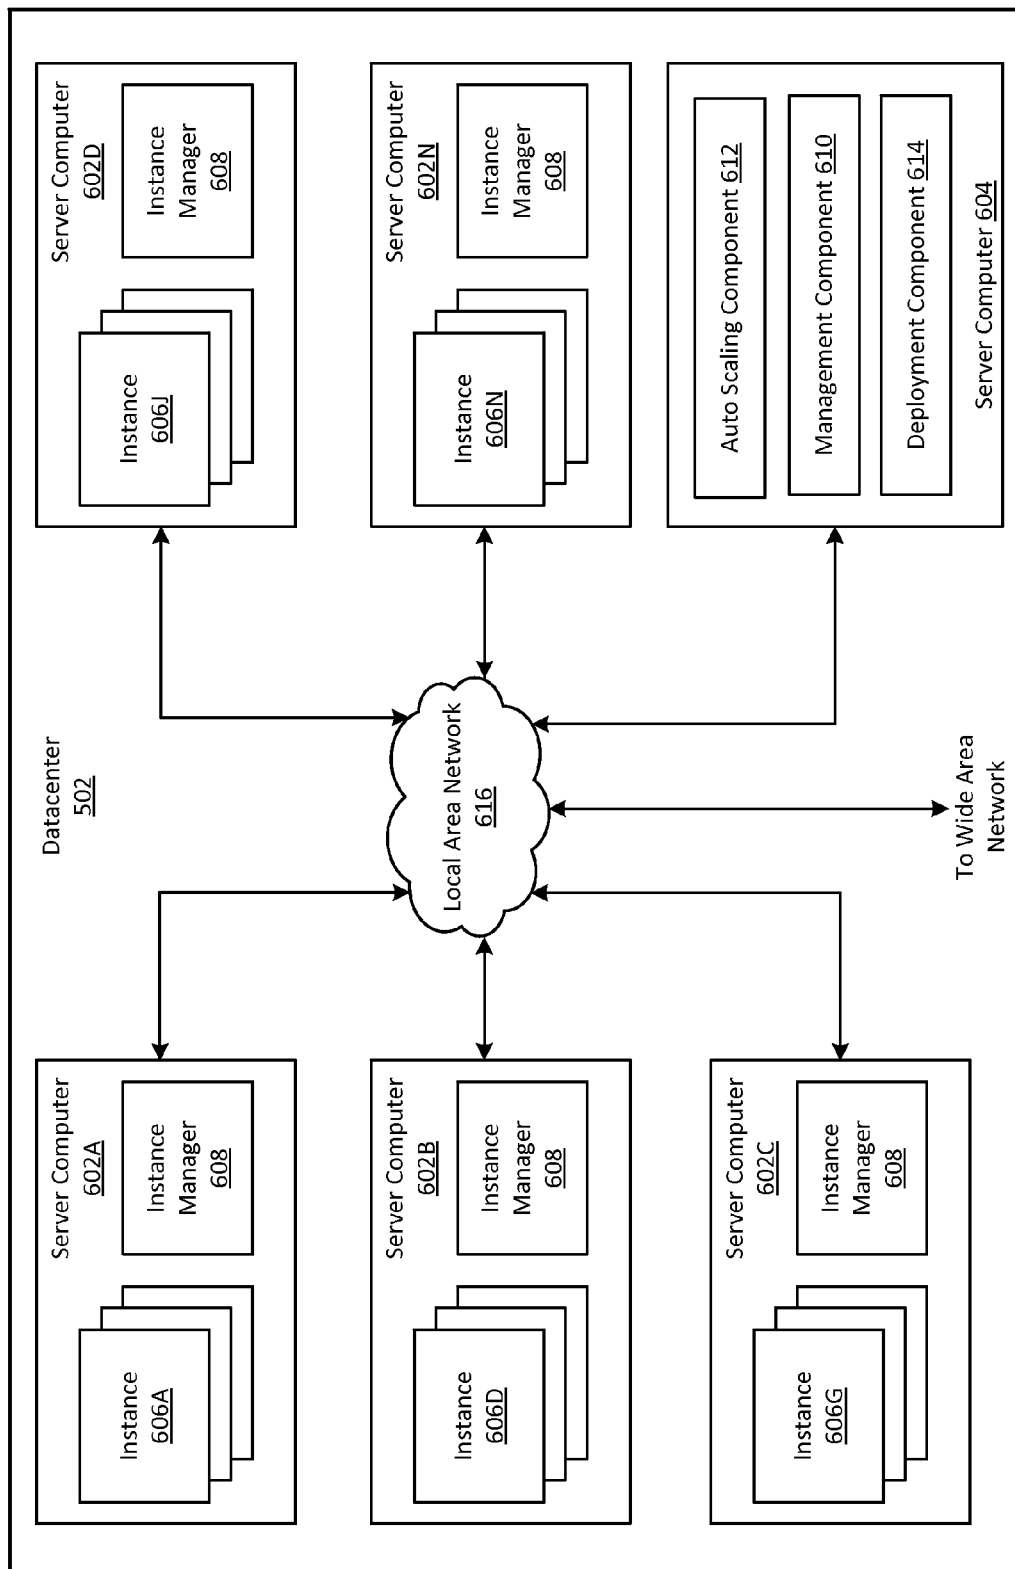 Datacenter
502
Server Computer
602A
Instance
606A
Instance
Manager
608
Server Computer
602B
Instance
606D
Instance
Manager
608
Server Computer
602C
Instance
606G
Instance
Manager
608
Local Area Network
616
To Wide Area
Network
Server Computer
602D
Instance
606J
Instance
Manager
608
Server Computer
602N
Instance
606N
Instance
Manager
608
Auto Scaling Component 612
Management Component 610
Deployment Component 614
Server Computer 604